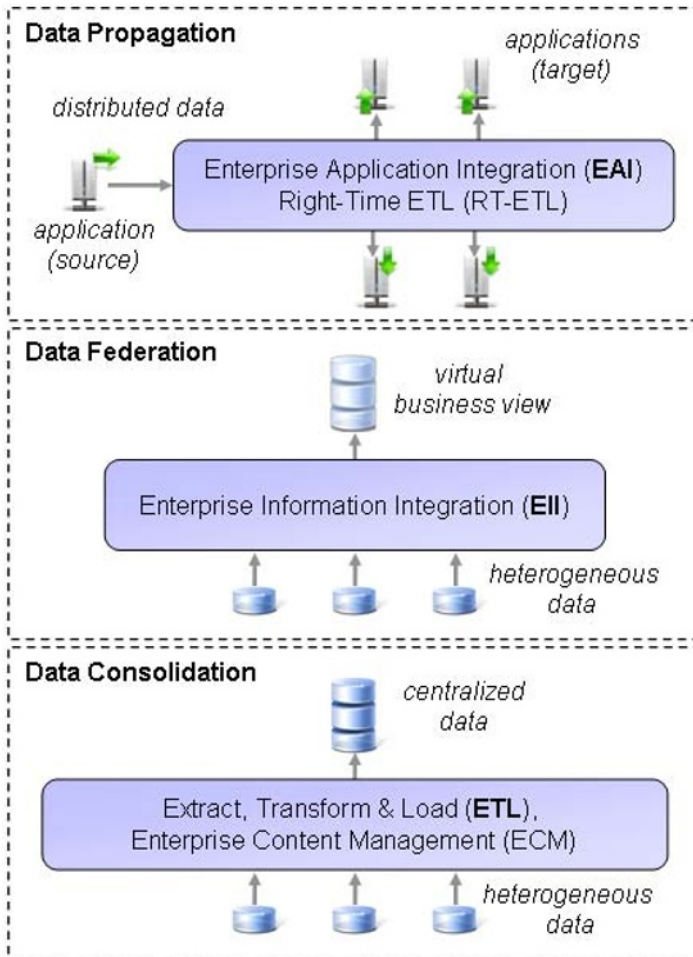 Data Propagation
applications
(target)
distributed data
Enterprise Application Integration (EAI)
Right-Time ETL (RT-ETL)
application
(source)
Data Federation
virtual
business view
Enterprise Information Integration (EII)
heterogeneous
data
Data Consolidation
centralized
data
Extract, Transform & Load (ETL),
Enterprise Content Management (ECM)
heterogeneous
data